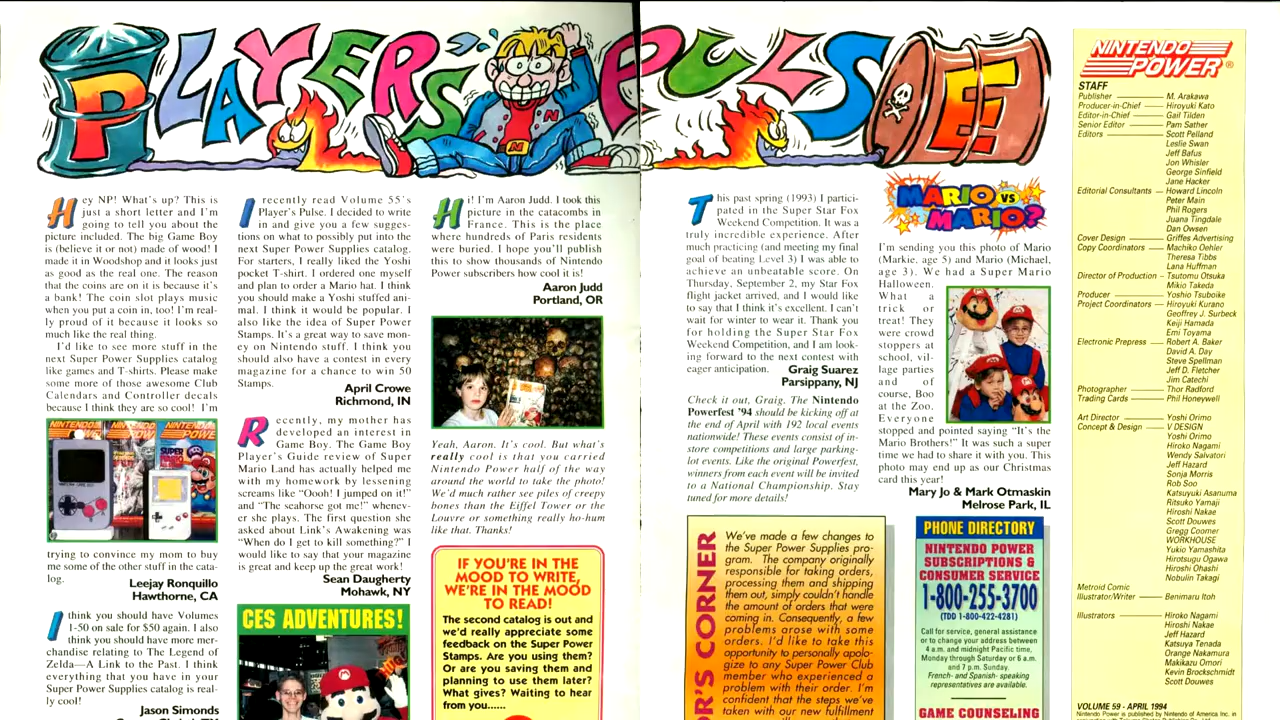 PLAYER'S PULSE
Hey NP! What's up? This is
just a short letter and I'm
going to tell you about the
picture included. The big Game Boy
is (believe it or not) made of wood! I
made it in Woodshop and it looks just
as good as the real one. The reason
that the coins are on it is because it's
a bank! The coin slot plays music
when you put a coin in, too! I'm real-
ly proud of it because it looks so
much like the real thing.
I'd like to see more stuff in the
next Super Power Supplies catalog
like games and T-shirts. Please make
some more of those awesome Club
Calendars and Controller decals
because I think they are so cool! I'm
trying to convince my mom to buy
me some of the other stuff in the cata-
log.
Leejay Ronquillo
Hawthorne, CA
I think you should have Volumes
1-50 on sale for $50 again. I also
think you should have more mer-
chandise relating to The Legend of
Zelda—A Link to the Past. I think
everything that you have in your
Super Power Supplies catalog is real-
ly cool!
Jason Simonds
I recently read Volume 55's
Player's Pulse. I decided to write
in and give you a few sugges-
tions on what to possibly put into the
next Super Power Supplies catalog.
For starters, I really liked the Yoshi
pocket T-shirt. I ordered one myself
and plan to order a Mario hat. I think
you should make a Yoshi stuffed ani-
mal. I think it would be popular. I
also like the idea of Super Power
Stamps. It's a great way to save mon-
ey on Nintendo stuff. I think you
should also have a contest in every
magazine for a chance to win 50
Stamps.
April Crowe
Richmond, IN
Recently, my mother has
developed an interest in
Game Boy. The Game Boy
Player's Guide review of Super
Mario Land has actually helped me
with my homework by lessening
screams like "Oooh! I jumped on it!"
and "The seahorse got me!" whenev-
er she plays. The first question she
asked about Link's Awakening was
"When do I get to kill something?" I
would like to say that your magazine
is great and keep up the great work!
Sean Daugherty
Mohawk, NY
CES ADVENTURES!
Hi! I'm Aaron Judd. I took this
picture in the catacombs in
France. This is the place
where hundreds of Paris residents
were buried. I hope you'll publish
this to show thousands of Nintendo
Power subscribers how cool it is!
Aaron Judd
Portland, OR
Yeah, Aaron. It's cool. But what's
really cool is that you carried
Nintendo Power half of the way
around the world to take the photo!
We'd much rather see piles of creepy
bones than the Eiffel Tower or the
Louvre or something really ho-hum
like that. Thanks!
IF YOU'RE IN THE
MOOD TO WRITE,
WE'RE IN THE MOOD
TO READ!
The second catalog is out and
we'd really appreciate some
feedback on the Super Power
Stamps. Are you using them?
Or are you saving them and
planning to use them later?
What gives? Waiting to hear
from you......
This past spring (1993) I partici-
pated in the Super Star Fox
Weekend Competition. It was a
truly incredible experience. After
much practicing (and meeting my final
goal of beating Level 3) I was able to
achieve an unbeatable score. On
Thursday, September 2, my Star Fox
flight jacket arrived, and I would like
to say that I think it's excellent. I can't
wait for winter to wear it. Thank you
for holding the Super Star Fox
Weekend Competition, and I am look-
ing forward to the next contest with
eager anticipation.
Graig Suarez
Parsippany, NJ
Check it out, Graig. The Nintendo
Powerfest '94 should be kicking off at
the end of April with 192 local events
nationwide! These events consist of in-
store competitions and large parking-
lot events. Like the original Powerfest,
winners from each event will be invited
to a National Championship. Stay
tuned for more details!
We've made a few changes to
the Super Power Supplies pro-
gram. The company originally
responsible for taking orders,
processing them and shipping
them out, simply couldn't handle
the amount of orders that were
coming in. Consequently, a few
problems arose with some
orders. I'd like to take this
opportunity to personally apolo-
gize to any Super Power Club
member who experienced a
problem with their order. I'm
confident that the steps we've
taken with our new fulfillment
MARIO VS MARIO?
I'm sending you this photo of Mario
(Markie, age 5) and Mario (Michael,
age 3). We had a Super Mario
Halloween.
What a
trick or
treat! They
were crowd
stoppers at
school, vil-
lage parties
and of
course, Boo
at the Zoo.
Everyone
stopped and pointed saying "It's the
Mario Brothers!" It was such a super
time we had to share it with you. This
photo may end up as our Christmas
card this year!
Mary Jo & Mark Otmaskin
Melrose Park, IL
PHONE DIRECTORY
NINTENDO POWER
SUBSCRIPTIONS &
CONSUMER SERVICE
1-800-255-3700
(TDD 1-800-422-4281)
Call for service, general assistance
or to change your address between
4 a.m. and midnight Pacific time,
Monday through Saturday or 6 a.m.
and 7 p.m. Sunday.
French- and Spanish- speaking
representatives are available.
GAME COUNSELING
NINTENDO POWER®
STAFF
Publisher M. Arakawa
Producer-in-Chief Hiroyuki Kato
Editor-in-Chief Gail Tilden
Senior Editor Pam Sather
Editors Scott Pelland
Leslie Swan
Jeff Bafus
Jon Whisler
George Sinfield
Jane Hacker
Editorial Consultants Howard Lincoln
Peter Main
Phil Rogers
Juana Tingdale
Dan Owsen
Cover Design Griffes Advertising
Copy Coordinators Machiko Oehler
Theresa Tibbs
Lana Huffman
Director of Production Tsutomu Otsuka
Mikio Takeda
Producer Yoshio Tsuboike
Project Coordinators Hiroyuki Kurano
Geoffrey J. Surbeck
Keiji Hamada
Emi Toyama
Electronic Prepress Robert A. Baker
David A. Day
Steve Spellman
Jeff D. Fletcher
Jim Catechi
Photographer Thor Radford
Trading Cards Phil Honeywell
Art Director Yoshi Orimo
Concept & Design V DESIGN
Yoshi Orimo
Hiroko Nagami
Wendy Salvatori
Jeff Hazard
Sonja Morris
Rob Soo
Katsuyuki Asanuma
Ritsuko Yamaji
Hiroshi Nakae
Scott Douwes
Gregg Coomer
WORKHOUSE
Yukio Yamashita
Hirotsugu Ogawa
Hiroshi Ohashi
Nobulin Takagi
Metroid Comic
Illustrator/Writer Benimaru Itoh
Illustrators Hiroko Nagami
Hiroshi Nakae
Jeff Hazard
Katsuya Tenada
Orange Nakamura
Makikazu Omori
Kevin Brockschmidt
Scott Douwes
VOLUME 59 - APRIL 1994
Nintendo Power is published by Nintendo of America Inc. in